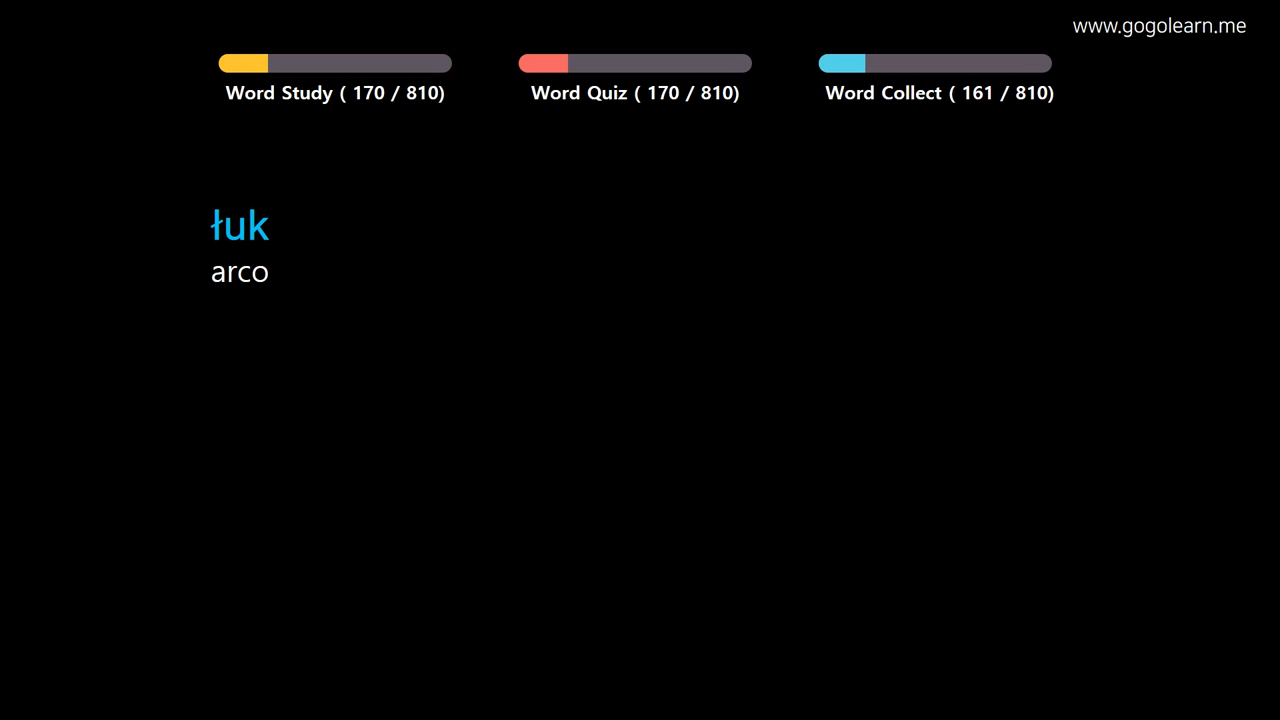 www.gogolearn.me
Word Study ( 170 / 810)
Word Quiz ( 170 / 810)
Word Collect ( 161 / 810)
łuk
arco